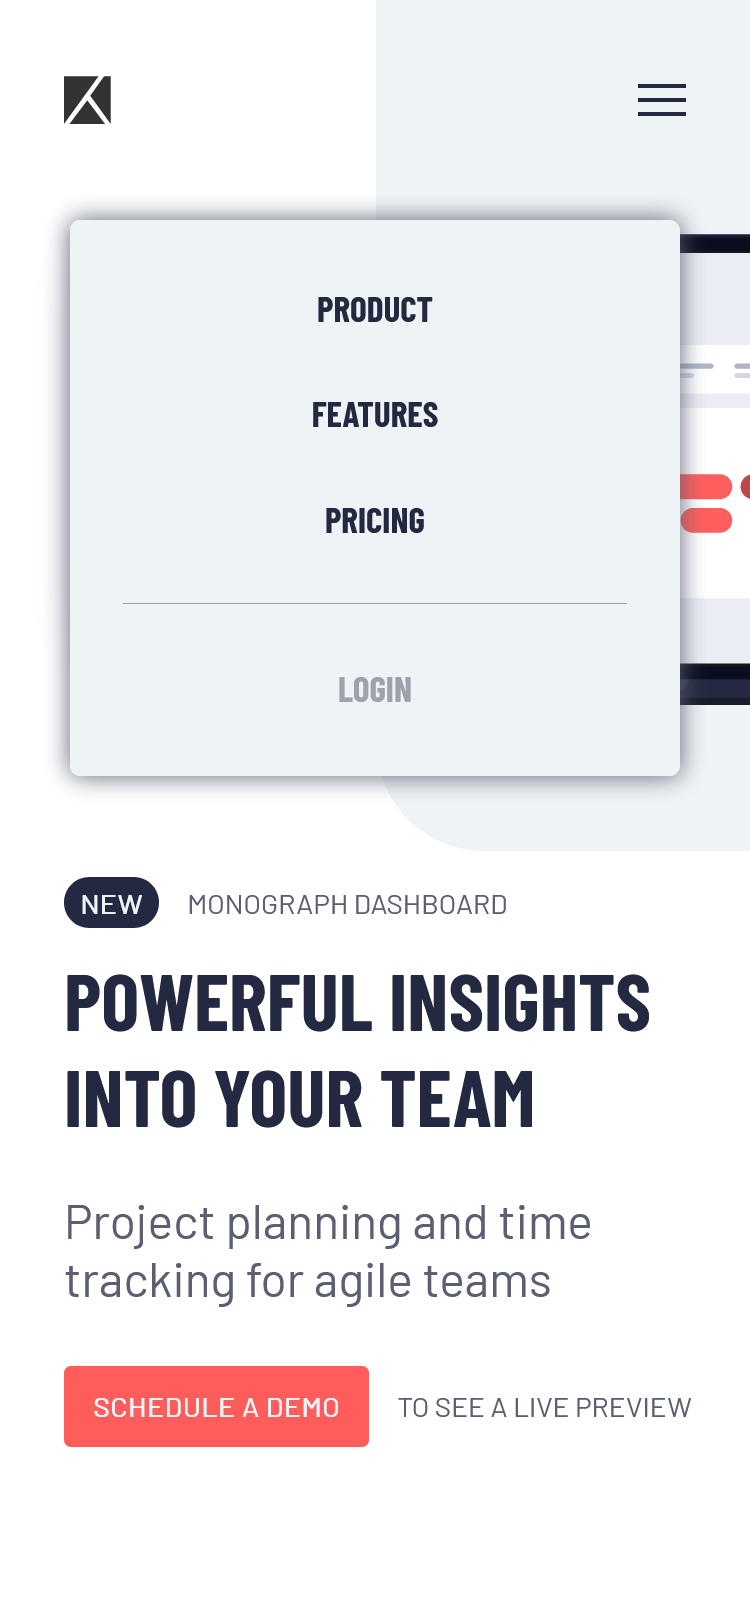 PRODUCT
FEATURES
PRICING
LOGIN
NEW MONOGRAPH DASHBOARD
POWERFUL INSIGHTS
INTO YOUR TEAM
Project planning and time
tracking for agile teams
SCHEDULE A DEMO TO SEE A LIVE PREVIEW